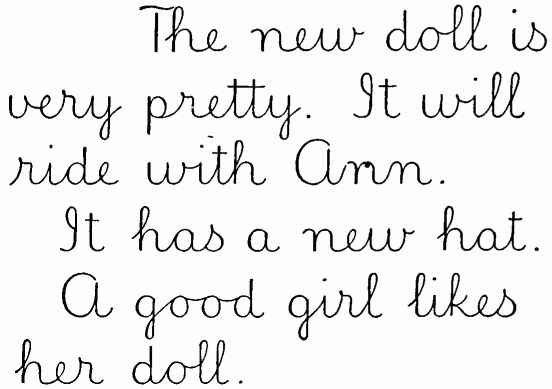 The new doll is
very pretty. It will
ride with Ann.
It has a new hat.
A good girl likes
her doll.